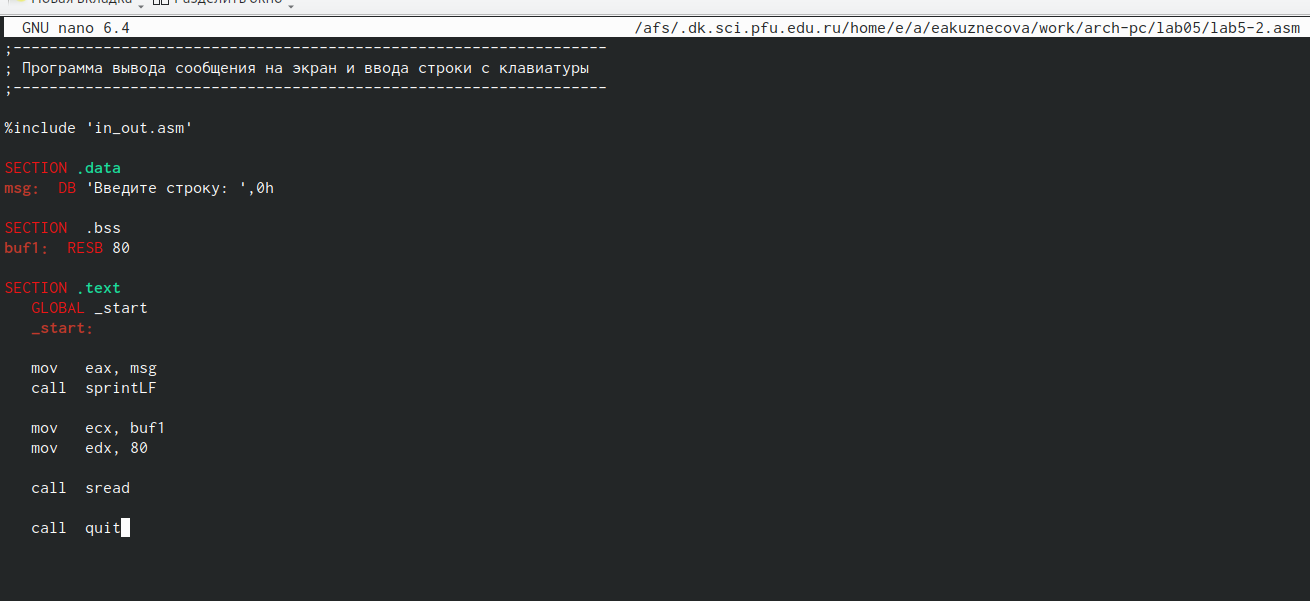 Новая вкладка Разделить окно
GNU nano 6.4 /afs/.dk.sci.pfu.edu.ru/home/e/a/eakuznecova/work/arch-pc/lab05/lab5-2.asm
;------------------------------------------------------------------
; Программа вывода сообщения на экран и ввода строки с клавиатуры
;------------------------------------------------------------------
%include 'in_out.asm'
SECTION .data
msg: DB 'Введите строку: ',0h
SECTION .bss
buf1: RESB 80
SECTION .text
GLOBAL _start
_start:
mov eax, msg
call sprintLF
mov ecx, buf1
mov edx, 80
call sread
call quit